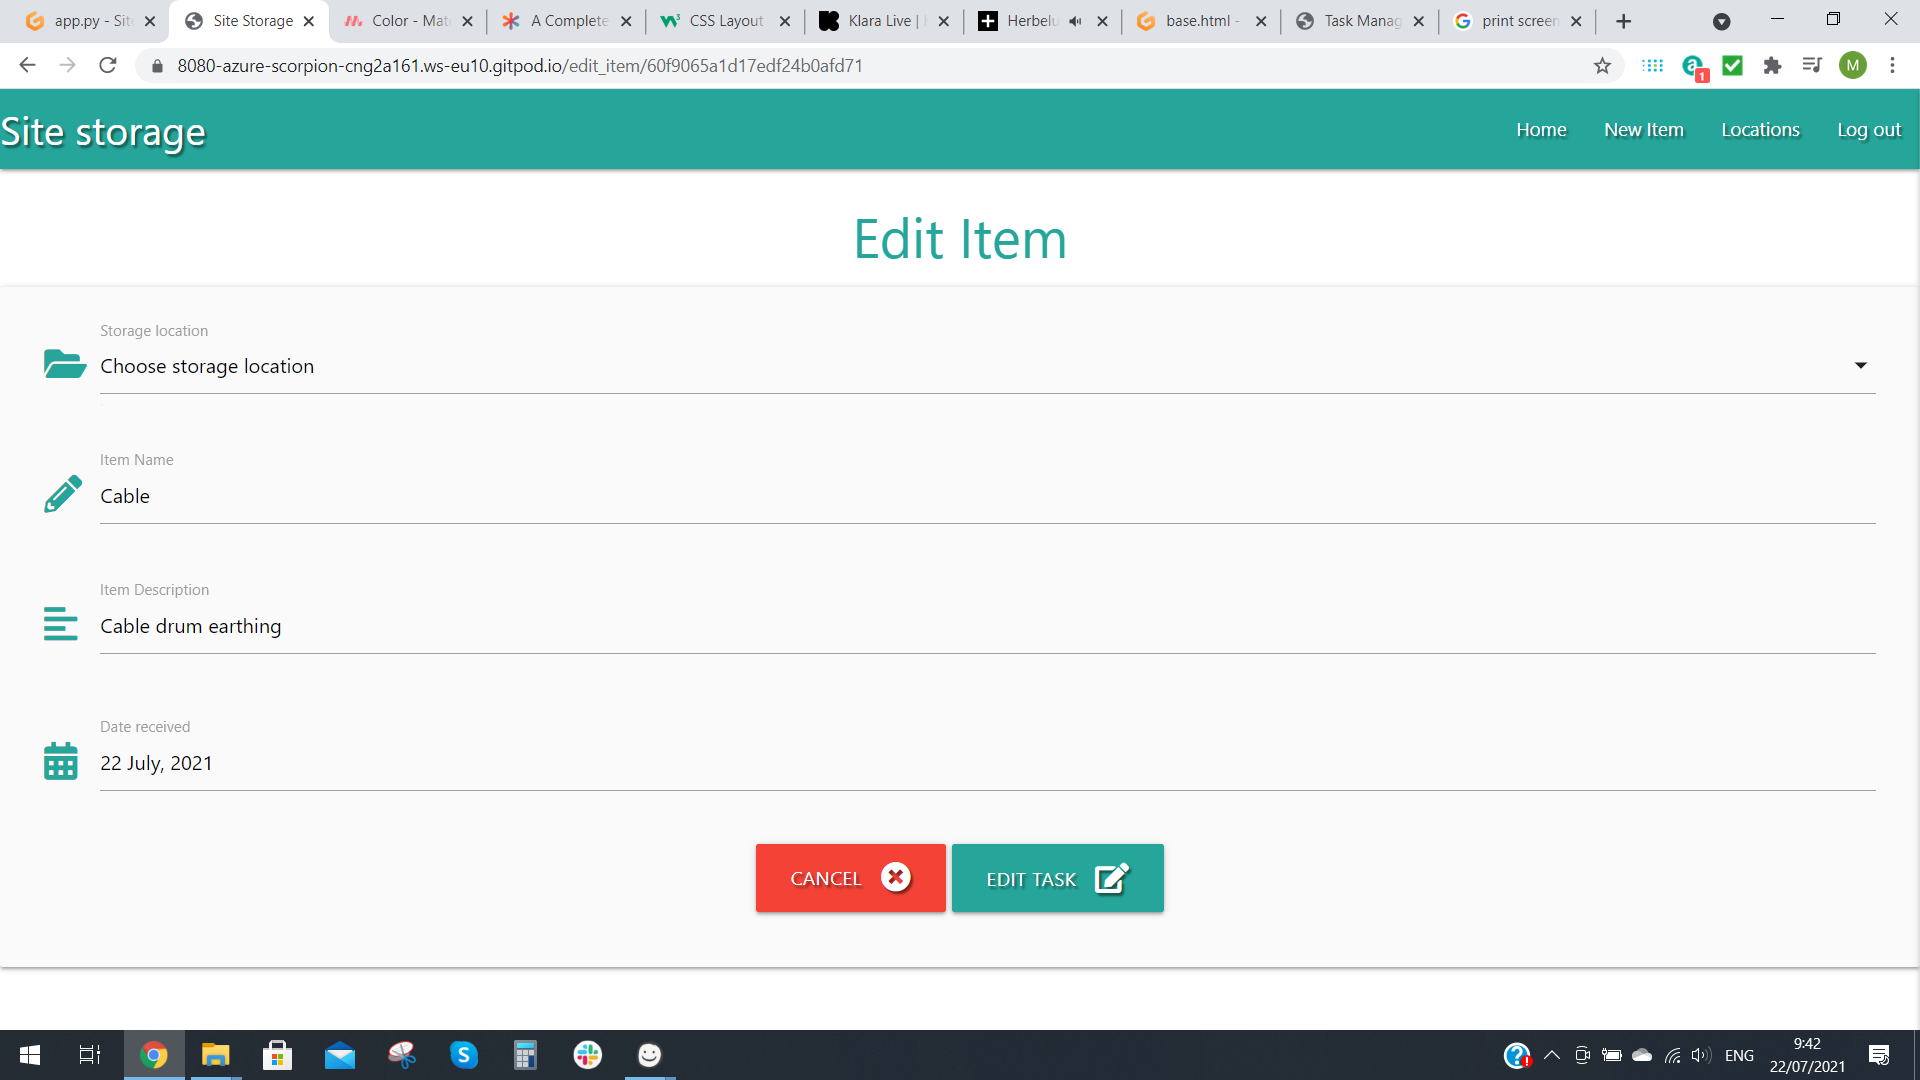 app.py - Sit
Site Storage
Color - Mat
A Complete
CSS Layout
Klara Live |
Herbelu
base.html -
Task Manag
print screen
8080-azure-scorpion-cng2a161.ws-eu10.gitpod.io/edit_item/60f9065a1d17edf24b0afd71
1
M
Site storage
Home
New Item
Locations
Log out
Edit Item
Storage location
Choose storage location
Item Name
Cable
Item Description
Cable drum earthing
Date received
22 July, 2021
CANCEL
EDIT TASK
ENG
9:42
22/07/2021